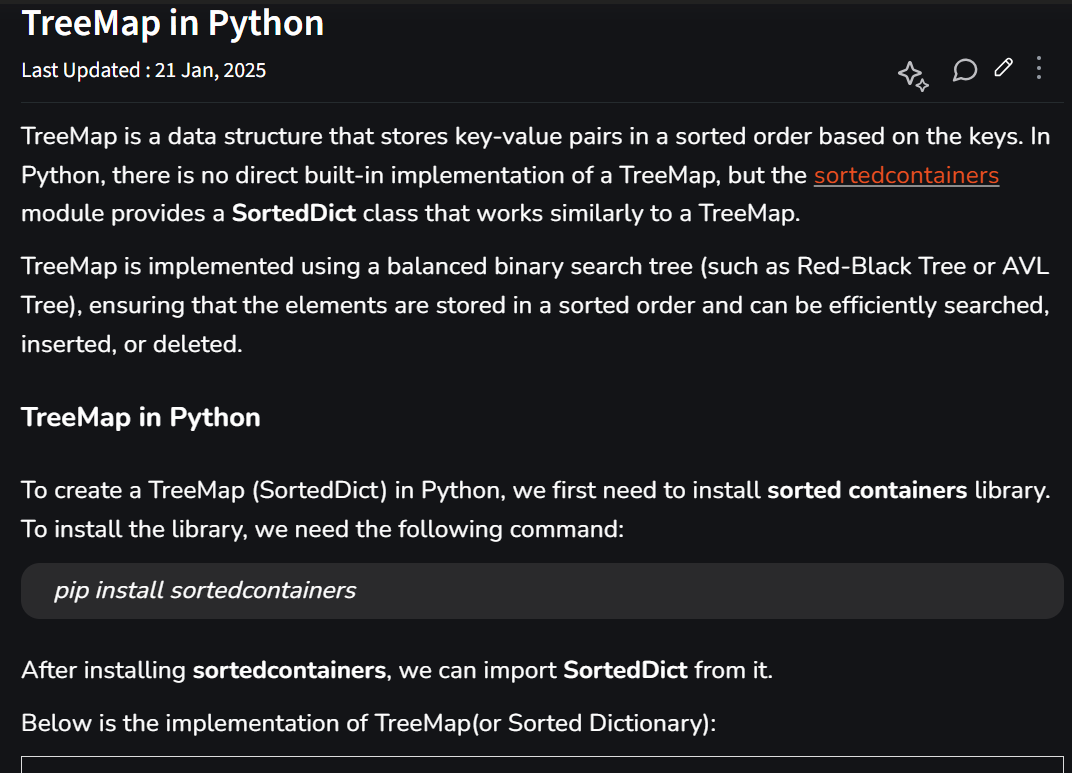 TreeMap in Python
Last Updated : 21 Jan, 2025
TreeMap is a data structure that stores key-value pairs in a sorted order based on the keys. In
Python, there is no direct built-in implementation of a TreeMap, but the sortedcontainers
module provides a SortedDict class that works similarly to a TreeMap.
TreeMap is implemented using a balanced binary search tree (such as Red-Black Tree or AVL
Tree), ensuring that the elements are stored in a sorted order and can be efficiently searched,
inserted, or deleted.
TreeMap in Python
To create a TreeMap (SortedDict) in Python, we first need to install sorted containers library.
To install the library, we need the following command:
pip install sortedcontainers
After installing sortedcontainers, we can import SortedDict from it.
Below is the implementation of TreeMap(or Sorted Dictionary):